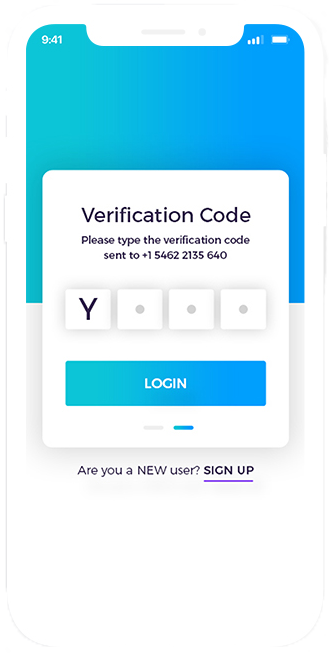 9:41
Verification Code
Please type the verification code
sent to +1 5462 2135 640
Y
LOGIN
Are you a NEW user? SIGN UP